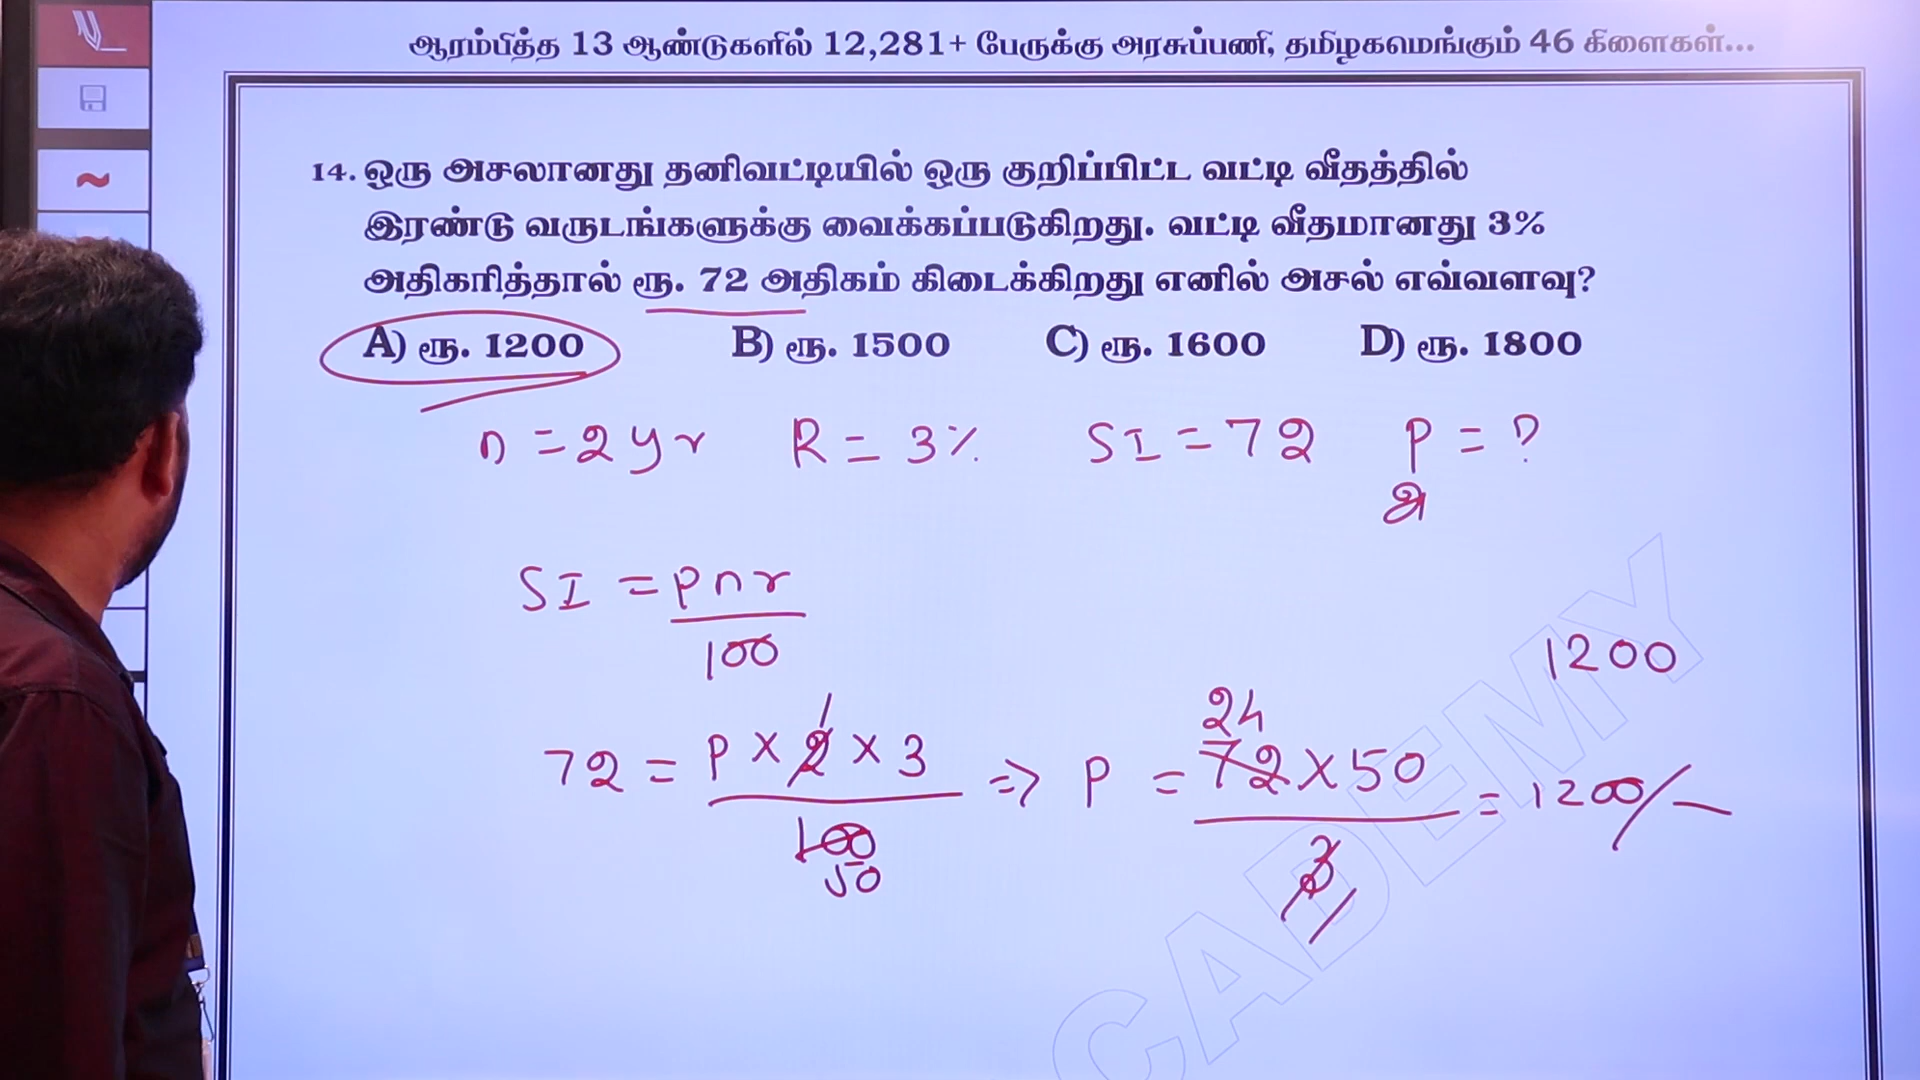 ஆரம்பித்த 13 ஆண்டுகளில் 12,281+ பேருக்கு அரசுப்பணி, தமிழகமெங்கும் 46 கிளைகள்...
14. ஒரு அசலானது தனிவட்டியில் ஒரு குறிப்பிட்ட வட்டி வீதத்தில்
இரண்டு வருடங்களுக்கு வைக்கப்படுகிறது. வட்டி வீதமானது 3%
அதிகரித்தால் ரூ. 72 அதிகம் கிடைக்கிறது எனில் அசல் எவ்வளவு?
A) ரூ. 1200 B) ரூ. 1500 C) ரூ. 1600 D) ரூ. 1800
n = 2 yr R = 3% SI = 72 P = ?
அ
SI = pnr
100
1200
1 24
72 = P × 2 × 3 ⇒ P = 72 × 50 = 1200/-
100 3
50
CADEMY